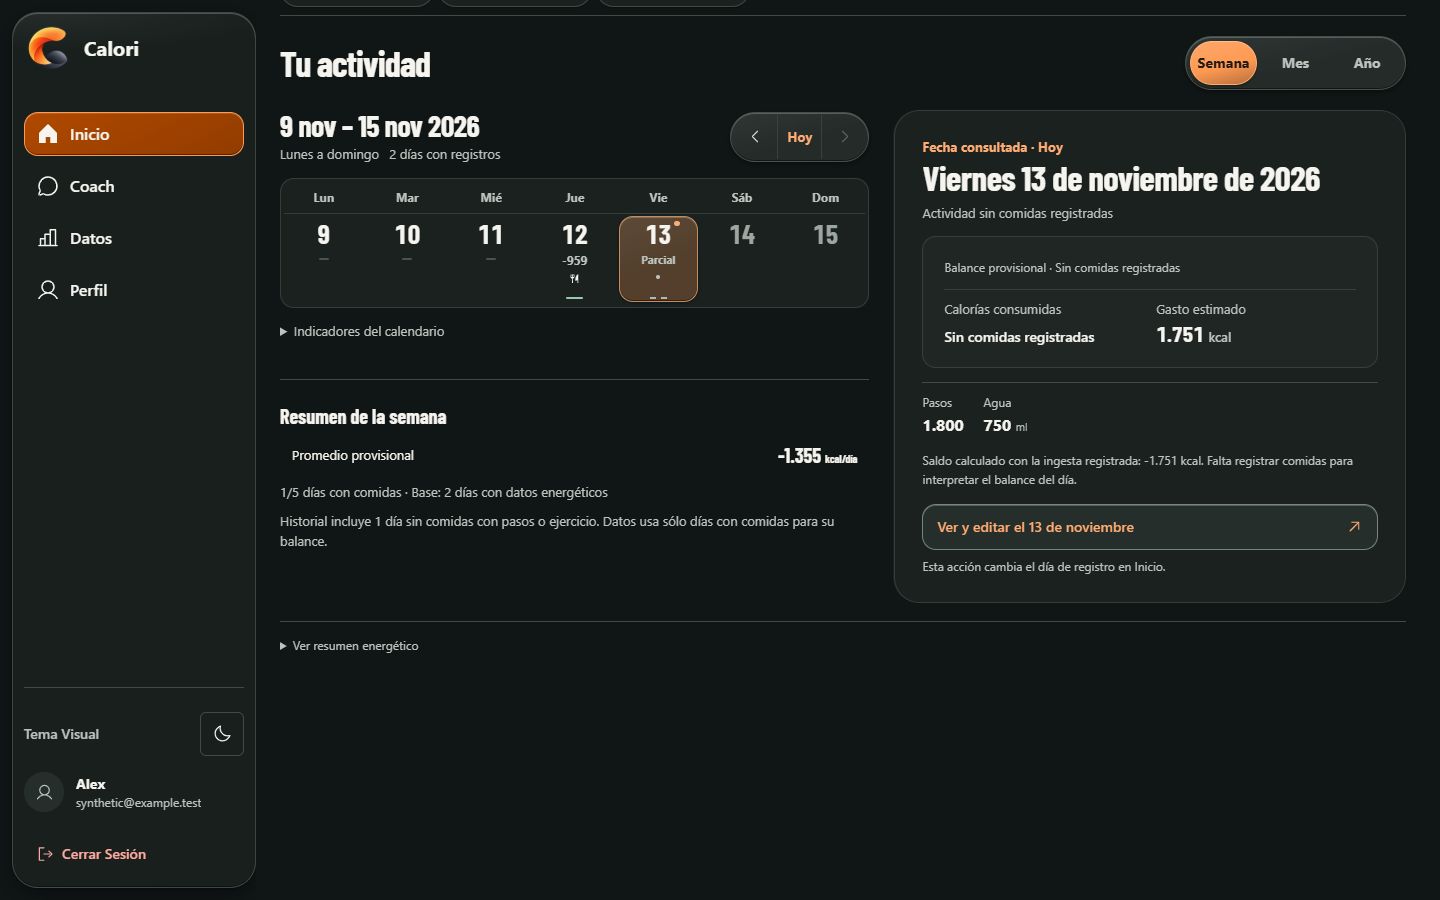 Calori
Inicio
Coach
Datos
Perfil
Tema Visual
Alex
synthetic@example.test
Cerrar Sesión
Tu actividad
Semana Mes Año
9 nov – 15 nov 2026
Lunes a domingo 2 días con registros
Hoy
Lun Mar Mié Jue Vie Sáb Dom
9 10 11 12 13 14 15
— — — -959 Parcial
Indicadores del calendario
Resumen de la semana
Promedio provisional -1.355 kcal/día
1/5 días con comidas · Base: 2 días con datos energéticos
Historial incluye 1 día sin comidas con pasos o ejercicio. Datos usa sólo días con comidas para su
balance.
Fecha consultada · Hoy
Viernes 13 de noviembre de 2026
Actividad sin comidas registradas
Balance provisional · Sin comidas registradas
Calorías consumidas Gasto estimado
Sin comidas registradas 1.751 kcal
Pasos Agua
1.800 750 ml
Saldo calculado con la ingesta registrada: -1.751 kcal. Falta registrar comidas para
interpretar el balance del día.
Ver y editar el 13 de noviembre
Esta acción cambia el día de registro en Inicio.
Ver resumen energético